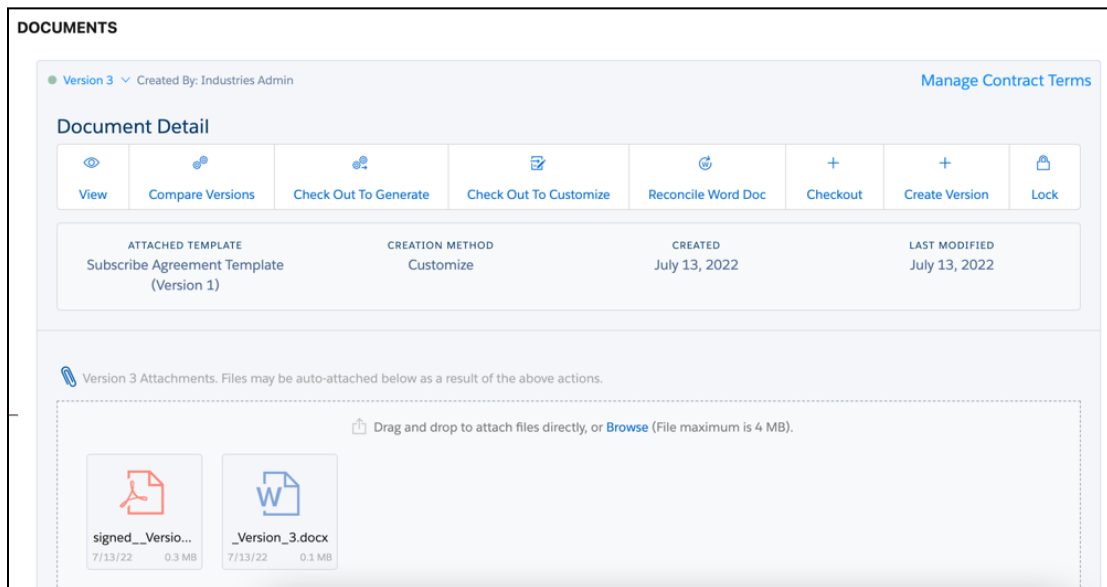 DOCUMENTS
Version 3 Created By: Industries Admin
Manage Contract Terms
Document Detail
View
Compare Versions
Check Out To Generate
Check Out To Customize
Reconcile Word Doc
Checkout
Create Version
Lock
ATTACHED TEMPLATE
Subscribe Agreement Template
(Version 1)
CREATION METHOD
Customize
CREATED
July 13, 2022
LAST MODIFIED
July 13, 2022
Version 3 Attachments. Files may be auto-attached below as a result of the above actions.
Drag and drop to attach files directly, or Browse (File maximum is 4 MB).
signed__Versio...
7/13/22 0.3 MB
W
_Version_3.docx
7/13/22 0.1 MB